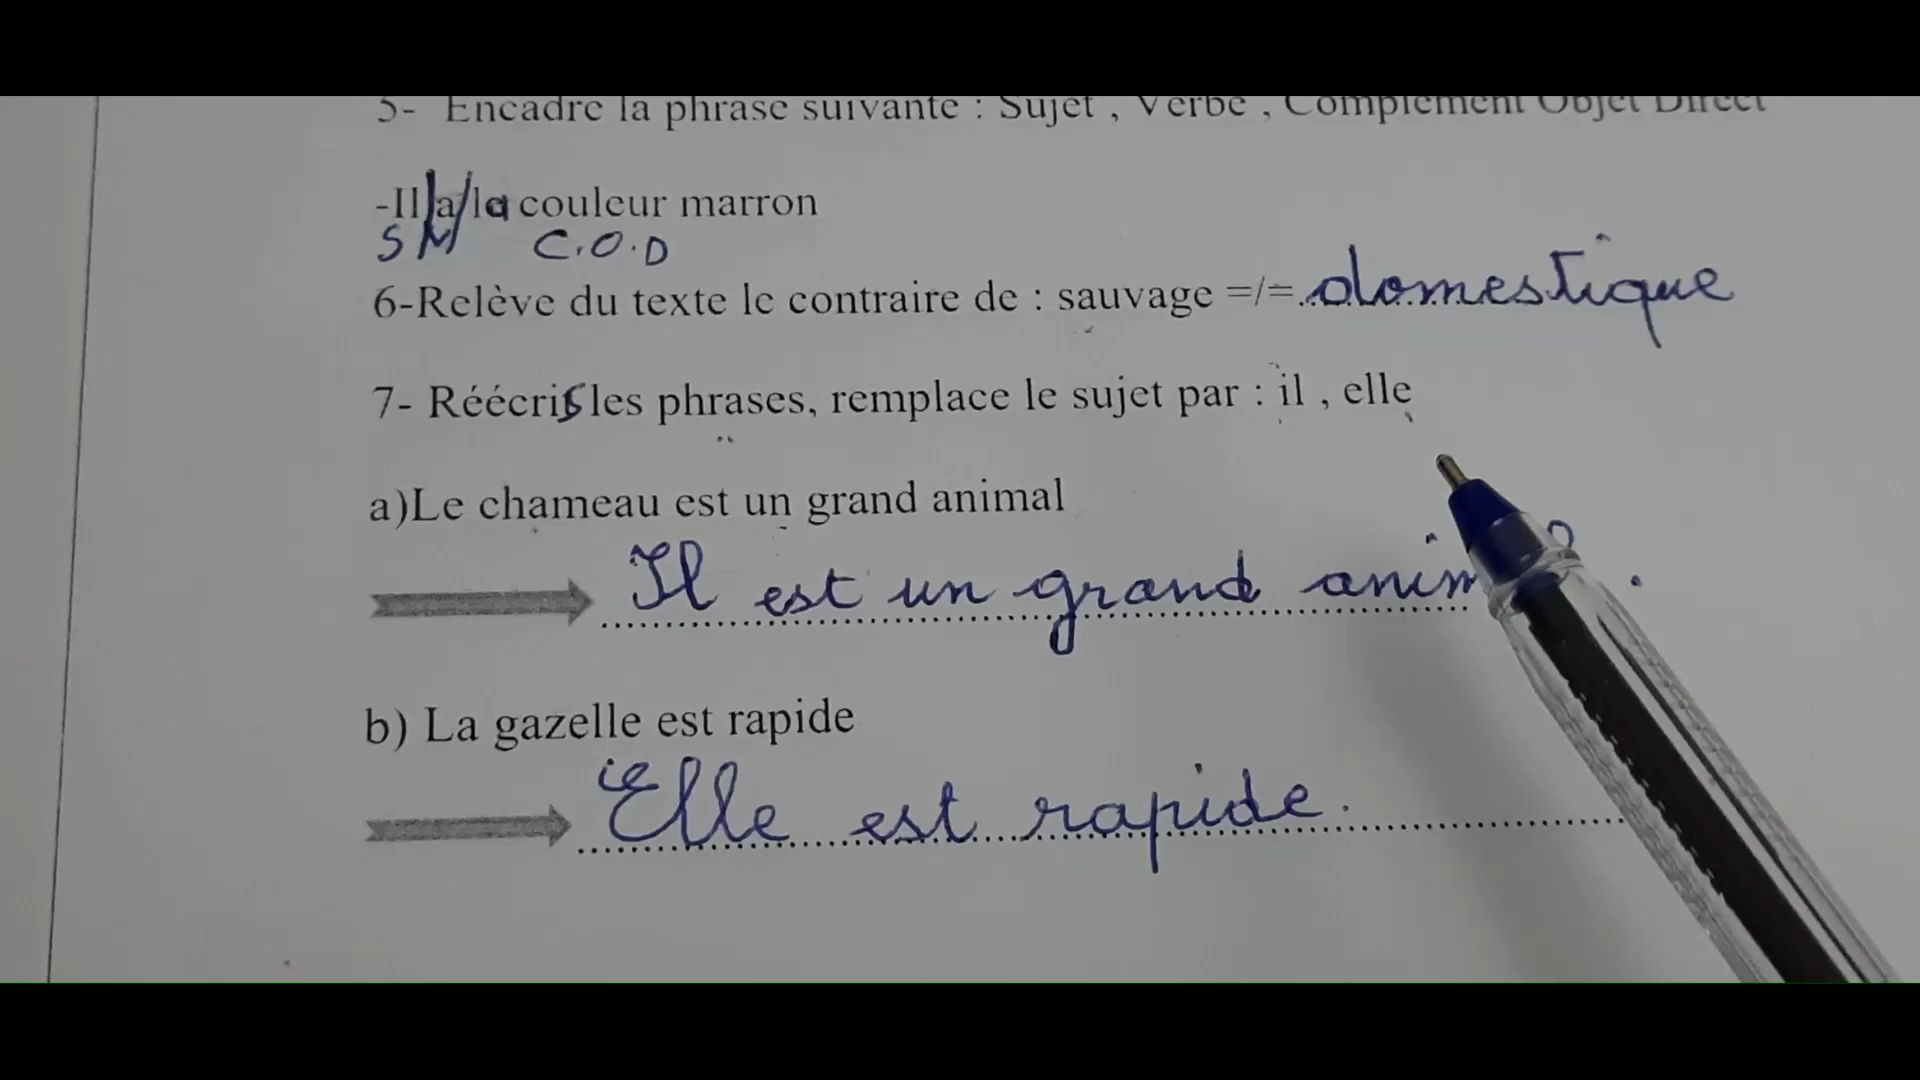 5- Encadre la phrase suivante : Sujet , Verbe , Complément Objet Direct
-Il/a/la couleur marron
S V C.O.D
6-Relève du texte le contraire de : sauvage =/=..domestique
7- Réécris les phrases, remplace le sujet par : il , elle
a)Le chameau est un grand animal
Il est un grand
b) La gazelle est rapide
Elle est rapide.